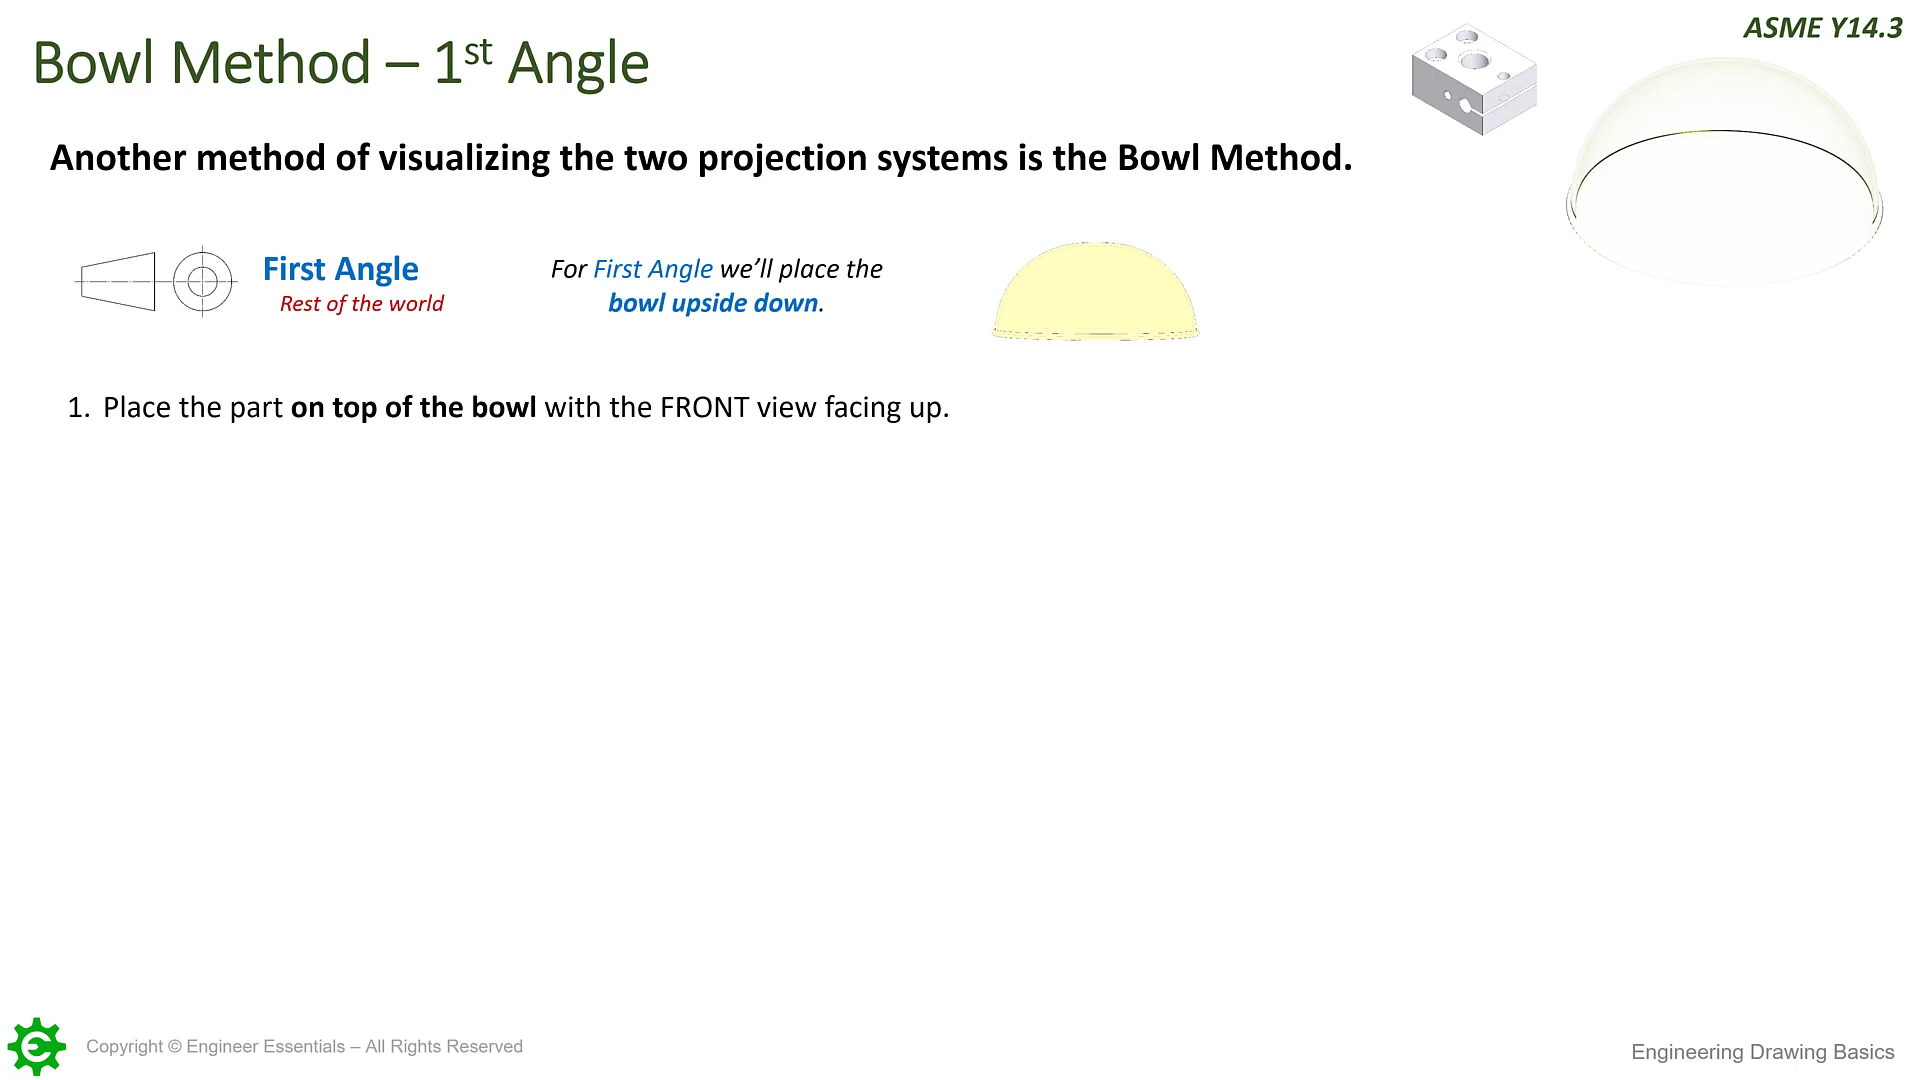 ASME Y14.3
Bowl Method – 1st Angle
Another method of visualizing the two projection systems is the Bowl Method.
First Angle
Rest of the world
For First Angle we’ll place the
bowl upside down.
1. Place the part on top of the bowl with the FRONT view facing up.
Copyright © Engineer Essentials – All Rights Reserved
Engineering Drawing Basics